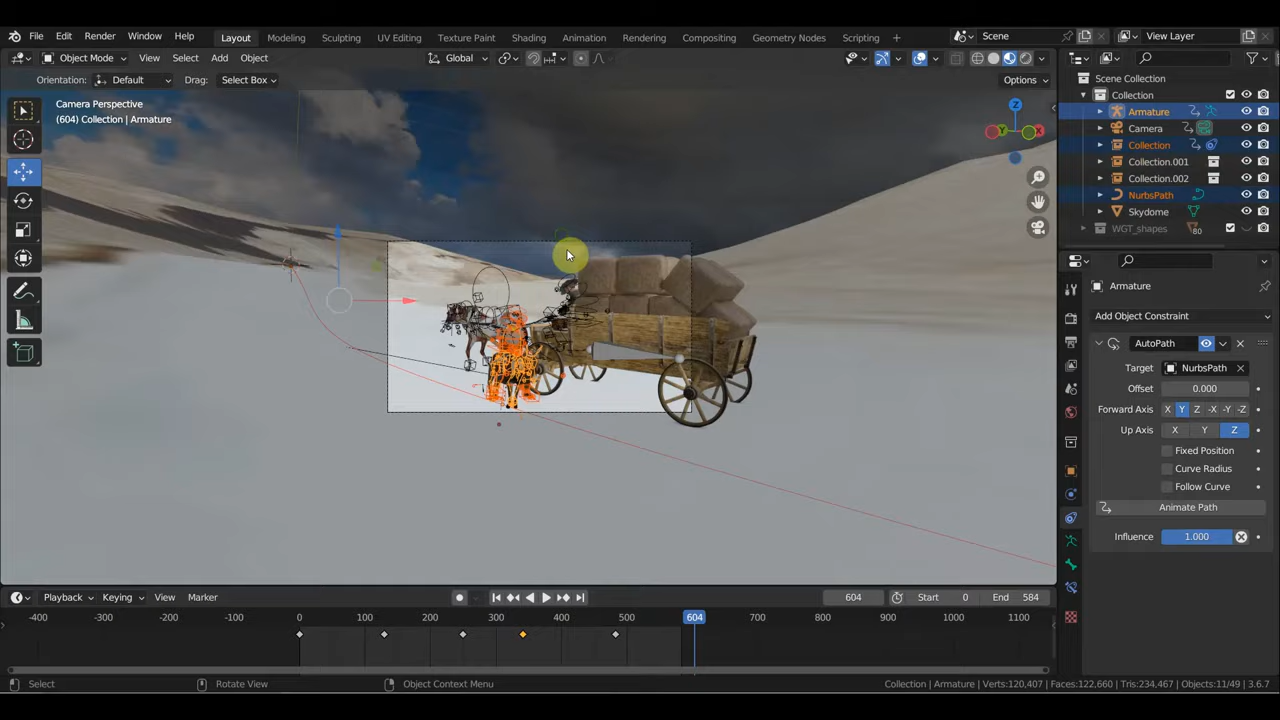 File Edit Render Window Help Layout Modeling Sculpting UV Editing Texture Paint Shading Animation Rendering Compositing Geometry Nodes Scripting + Scene View Layer
Object Mode View Select Add Object Global
Orientation: Default Drag: Select Box Options
Camera Perspective
(604) Collection | Armature
Z
Y
X
Scene Collection
Collection
Armature
Camera
Collection
Collection.001
Collection.002
NurbsPath
Skydome
WGT_shapes 80
Armature
Add Object Constraint
AutoPath
Target NurbsPath
Offset 0.000
Forward Axis X Y Z -X -Y -Z
Up Axis X Y Z
Fixed Position
Curve Radius
Follow Curve
Animate Path
Influence 1.000
Playback Keying View Marker 604 Start 0 End 584
-400 -300 -200 -100 0 100 200 300 400 500 604 700 800 900 1000 1100
Select Rotate View Object Context Menu Collection | Armature | Verts:120,407 | Faces:122,660 | Tris:234,467 | Objects:11/49 | 3.6.7